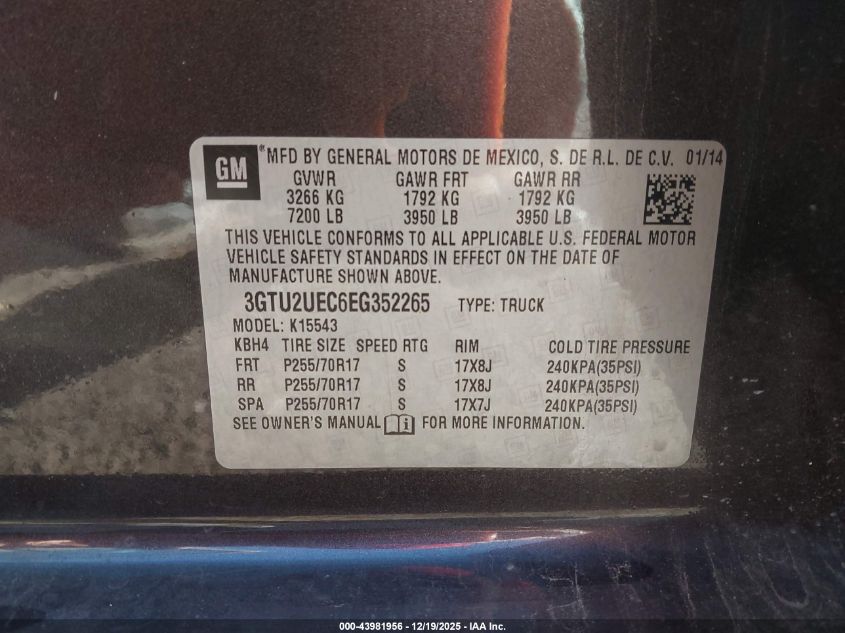 GM *MFD BY GENERAL MOTORS DE MEXICO, S. DE R.L. DE C.V. 01/14
GVWR GAWR FRT GAWR RR
3266 KG 1792 KG 1792 KG
7200 LB 3950 LB 3950 LB
THIS VEHICLE CONFORMS TO ALL APPLICABLE U.S. FEDERAL MOTOR
VEHICLE SAFETY STANDARDS IN EFFECT ON THE DATE OF
MANUFACTURE SHOWN ABOVE.
3GTU2UEC6EG352265 TYPE: TRUCK
MODEL: K15543
KBH4 TIRE SIZE SPEED RTG RIM COLD TIRE PRESSURE
FRT P255/70R17 S 17X8J 240KPA(35PSI)
RR P255/70R17 S 17X8J 240KPA(35PSI)
SPA P255/70R17 S 17X7J 240KPA(35PSI)
SEE OWNER'S MANUAL i FOR MORE INFORMATION.
000-43981956 - 12/19/2025 - IAA Inc.